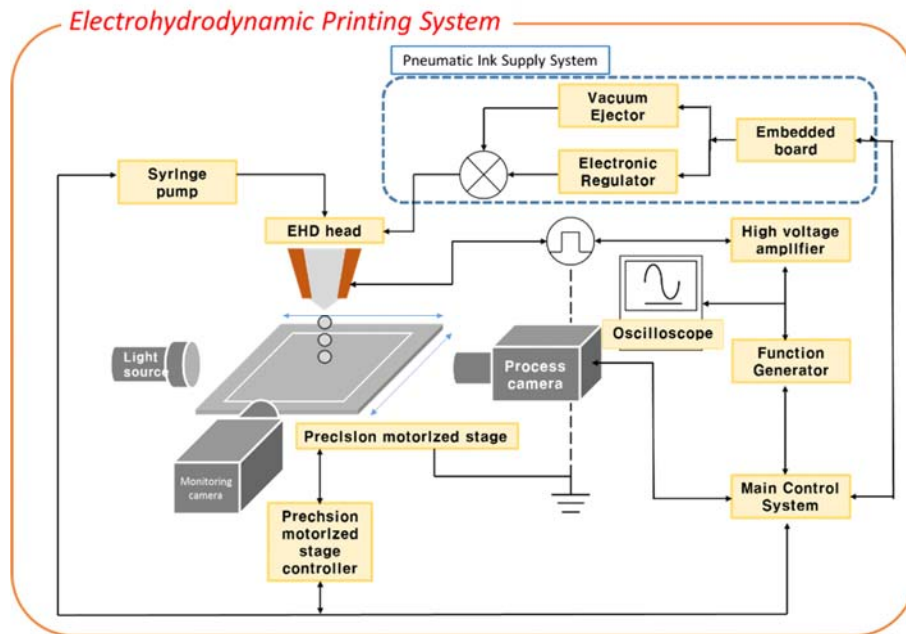 Electrohydrodynamic Printing System
Pneumatic Ink Supply System
Vacuum
Ejector
Embedded
board
Electronic
Regulator
Syringe
pump
EHD head
High voltage
amplifier
Oscilloscope
Light
source
Process
camera
Function
Generator
Precision motorized stage
Monitoring
camera
Main Control
System
Prechsion
motorized
stage
controller